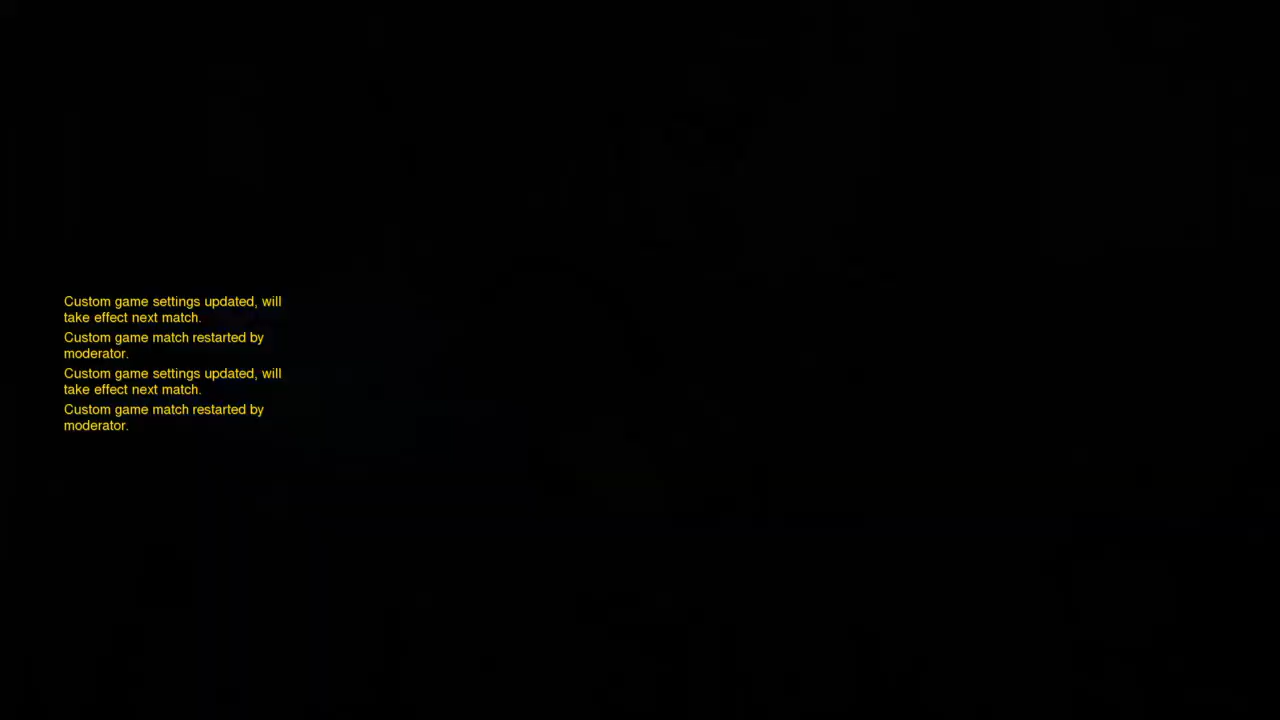 Custom game settings updated, will
take effect next match.
Custom game match restarted by
moderator.
Custom game settings updated, will
take effect next match.
Custom game match restarted by
moderator.